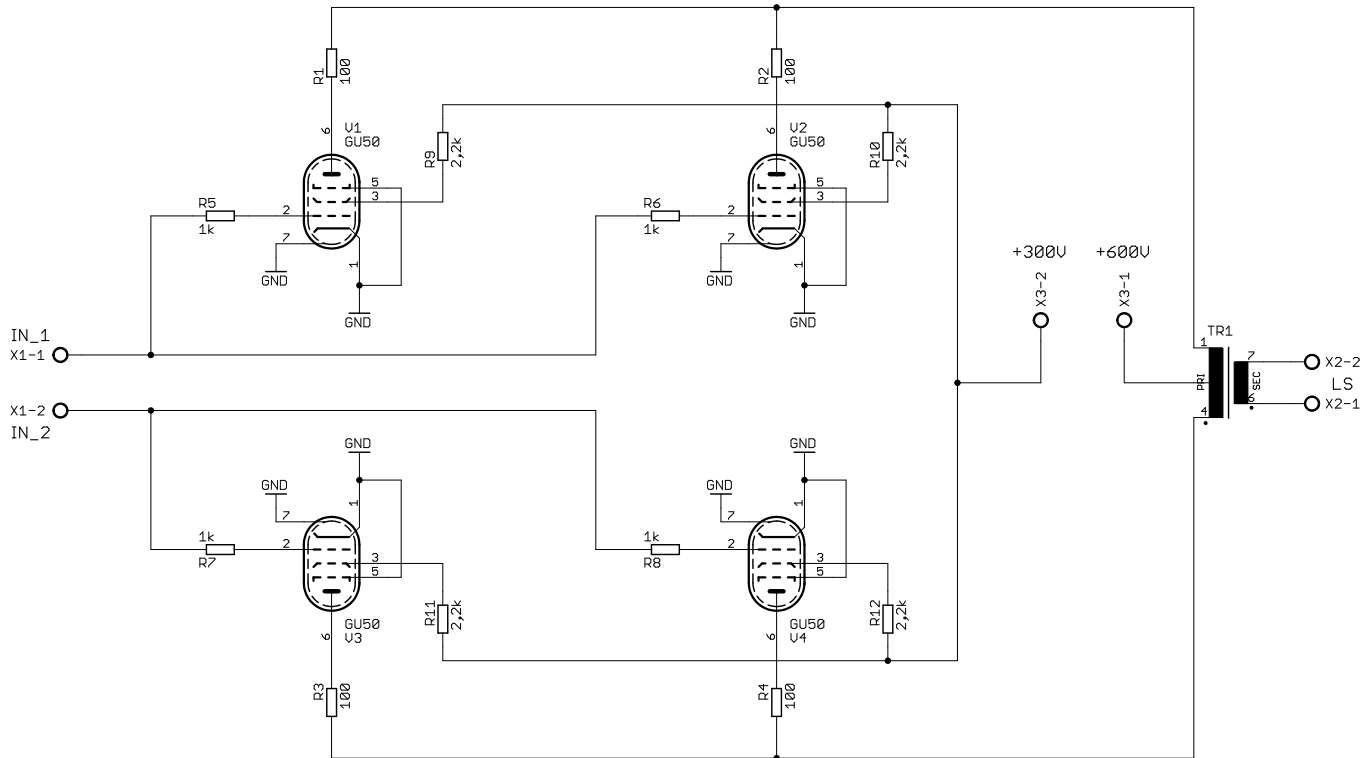 R1
100
R2
100
6
V1
GU50
R9
2,2k
6
V2
GU50
R10
2,2k
5
3
5
3
R5
1k
2
7
GND
1
GND
R6
1k
2
7
GND
1
GND
+300V
X3-2
+600V
X3-1
IN_1
X1-1
TR1
1
PRI
4
7
SEC
6
X2-2
LS
X2-1
X1-2
IN_2
GND
GND
7
1
1k
R7
2
3
5
R11
2,2k
GU50
V3
6
R3
100
GND
GND
7
1
1k
R8
2
3
5
R12
2,2k
GU50
V4
6
R4
100